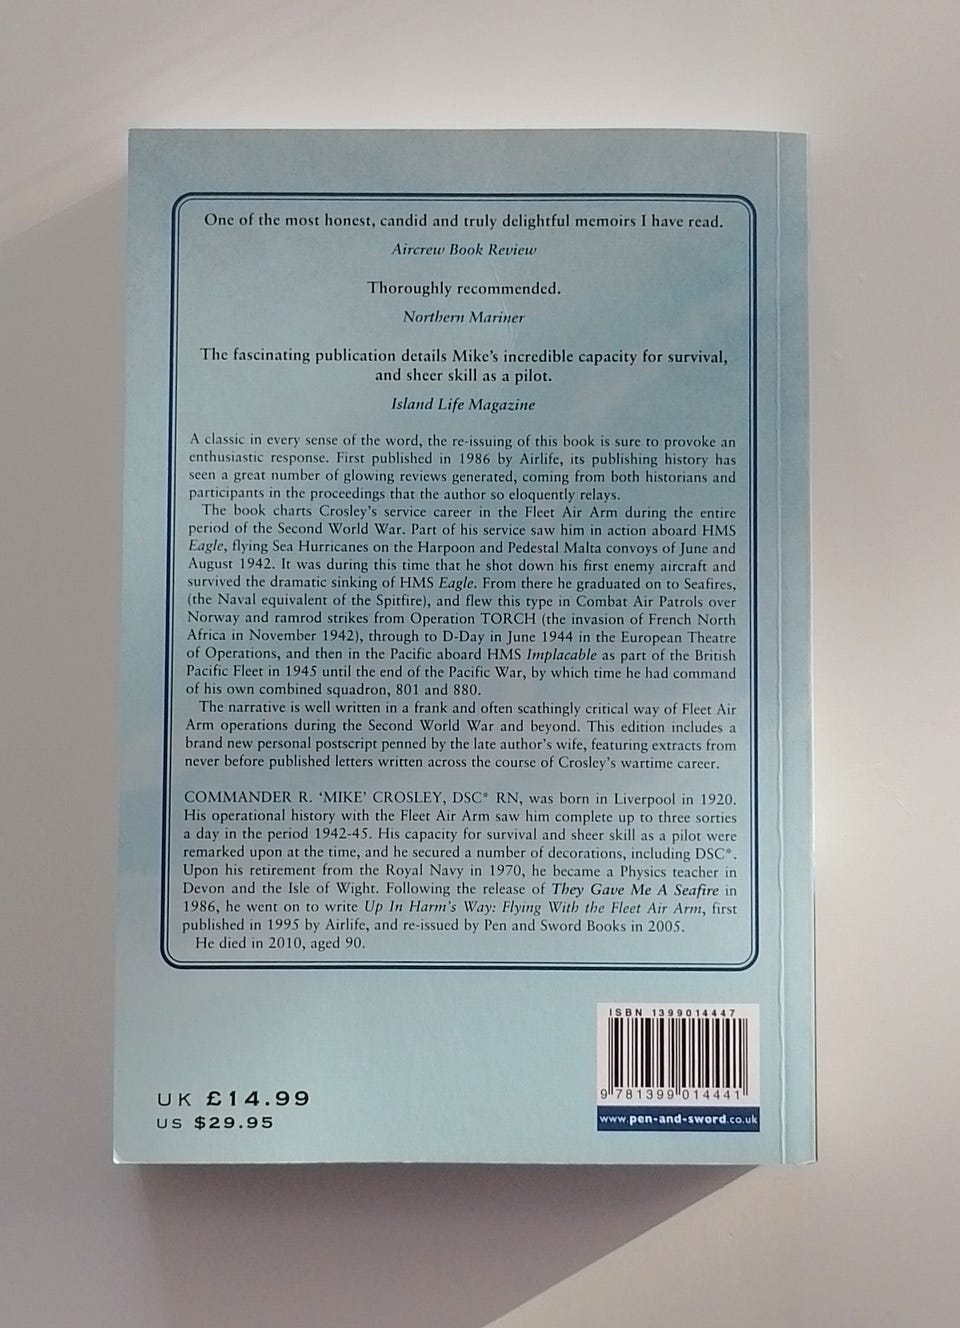 One of the most honest, candid and truly delightful memoirs I have read.
Aircrew Book Review
Thoroughly recommended.
Northern Mariner
The fascinating publication details Mike's incredible capacity for survival,
and sheer skill as a pilot.
Island Life Magazine
A classic in every sense of the word, the re-issuing of this book is sure to provoke an
enthusiastic response. First published in 1986 by Airlife, its publishing history has
seen a great number of glowing reviews generated, coming from both historians and
participants in the proceedings that the author so eloquently relays.
The book charts Crosley's service career in the Fleet Air Arm during the entire
period of the Second World War. Part of his service saw him in action aboard HMS
Eagle, flying Sea Hurricanes on the Harpoon and Pedestal Malta convoys of June and
August 1942. It was during this time that he shot down his first enemy aircraft and
survived the dramatic sinking of HMS Eagle. From there he graduated on to Seafires,
(the Naval equivalent of the Spitfire), and flew this type in Combat Air Patrols over
Norway and ramrod strikes from Operation TORCH (the invasion of French North
Africa in November 1942), through to D-Day in June 1944 in the European Theatre
of Operations, and then in the Pacific aboard HMS Implacable as part of the British
Pacific Fleet in 1945 until the end of the Pacific War, by which time he had command
of his own combined squadron, 801 and 880.
The narrative is well written in a frank and often scathingly critical way of Fleet Air
Arm operations during the Second World War and beyond. This edition includes a
brand new personal postscript penned by the late author's wife, featuring extracts from
never before published letters written across the course of Crosley's wartime career.
COMMANDER R. 'MIKE' CROSLEY, DSC* RN, was born in Liverpool in 1920.
His operational history with the Fleet Air Arm saw him complete up to three sorties
a day in the period 1942-45. His capacity for survival and sheer skill as a pilot were
remarked upon at the time, and he secured a number of decorations, including DSC*.
Upon his retirement from the Royal Navy in 1970, he became a Physics teacher in
Devon and the Isle of Wight. Following the release of They Gave Me A Seafire in
1986, he went on to write Up In Harm's Way: Flying With the Fleet Air Arm, first
published in 1995 by Airlife, and re-issued by Pen and Sword Books in 2005.
He died in 2010, aged 90.
ISBN 1399014447
9 781399 014441
www.pen-and-sword.co.uk
UK £14.99
US $29.95